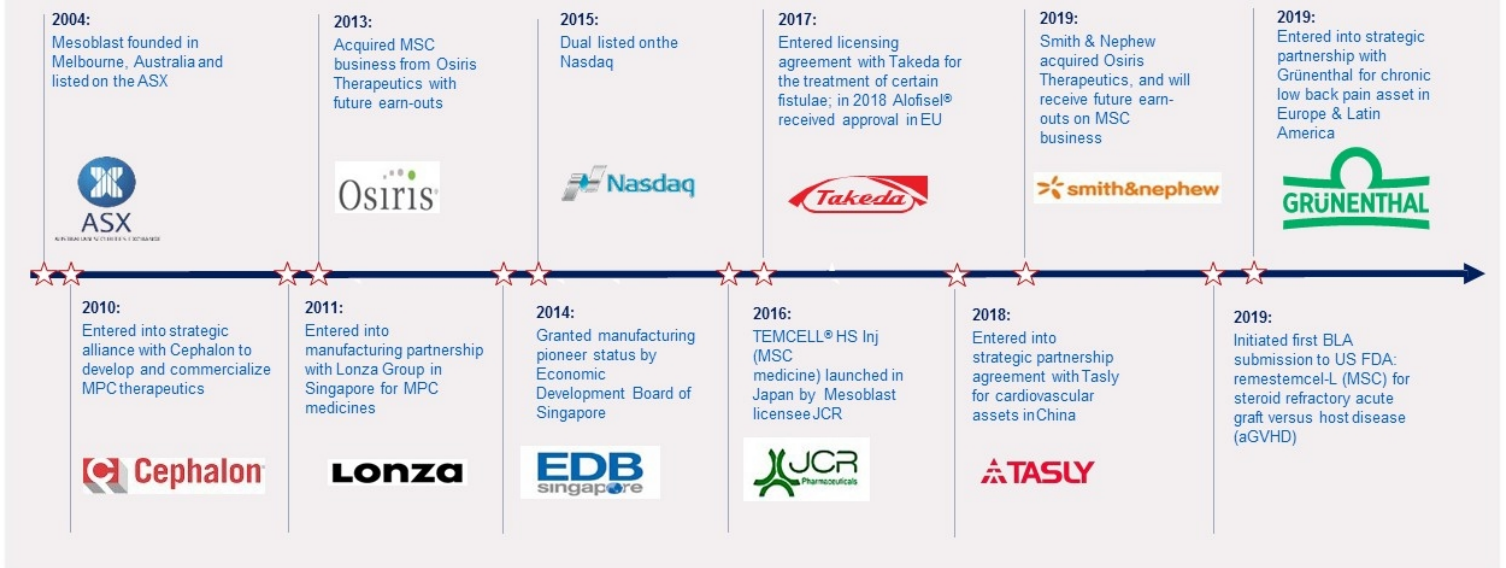 2004:
Mesoblast founded in
Melbourne, Australia and
listed on the ASX
ASX
AUSTRALIAN SECURITIES EXCHANGE
2013:
Acquired MSC
business from Osiris
Therapeutics with
future earn-outs
Osiris
2015:
Dual listed onthe
Nasdaq
Nasdaq
2017:
Entered licensing
agreement with Takeda for
the treatment of certain
fistulae; in 2018 Alofisel®
received approval in EU
Takeda
2019:
Smith & Nephew
acquired Osiris
Therapeutics, and will
receive future earn-
outs on MSC
business
smith&nephew
2019:
Entered into strategic
partnership with
Grünenthal for chronic
low back pain asset in
Europe & Latin
America
GRÜNENTHAL
2010:
Entered into strategic
alliance with Cephalon to
develop and commercialize
MPC therapeutics
Cephalon
2011:
Entered into
manufacturing partnership
with Lonza Group in
Singapore for MPC
medicines
Lonza
2014:
Granted manufacturing
pioneer status by
Economic
Development Board of
Singapore
EDB
singapore
2016:
TEMCELL® HS Inj
(MSC
medicine) launched in
Japan by Mesoblast
licensee JCR
JCR
Pharmaceuticals
2018:
Entered into
strategic partnership
agreement with Tasly
for cardiovascular
assets in China
TASLY
2019:
Initiated first BLA
submission to US FDA:
remestemcel-L (MSC) for
steroid refractory acute
graft versus host disease
(aGVHD)